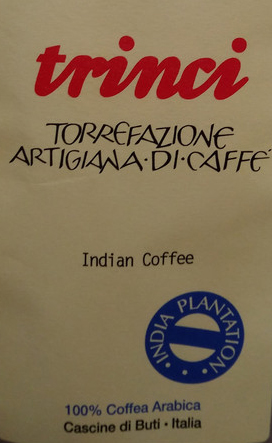 trinci
TORREFAZIONE
ARTIGIANA·DI·CAFFE'
Indian Coffee
INDIA PLANTATION
100% Coffea Arabica
Cascine di Buti • Italia